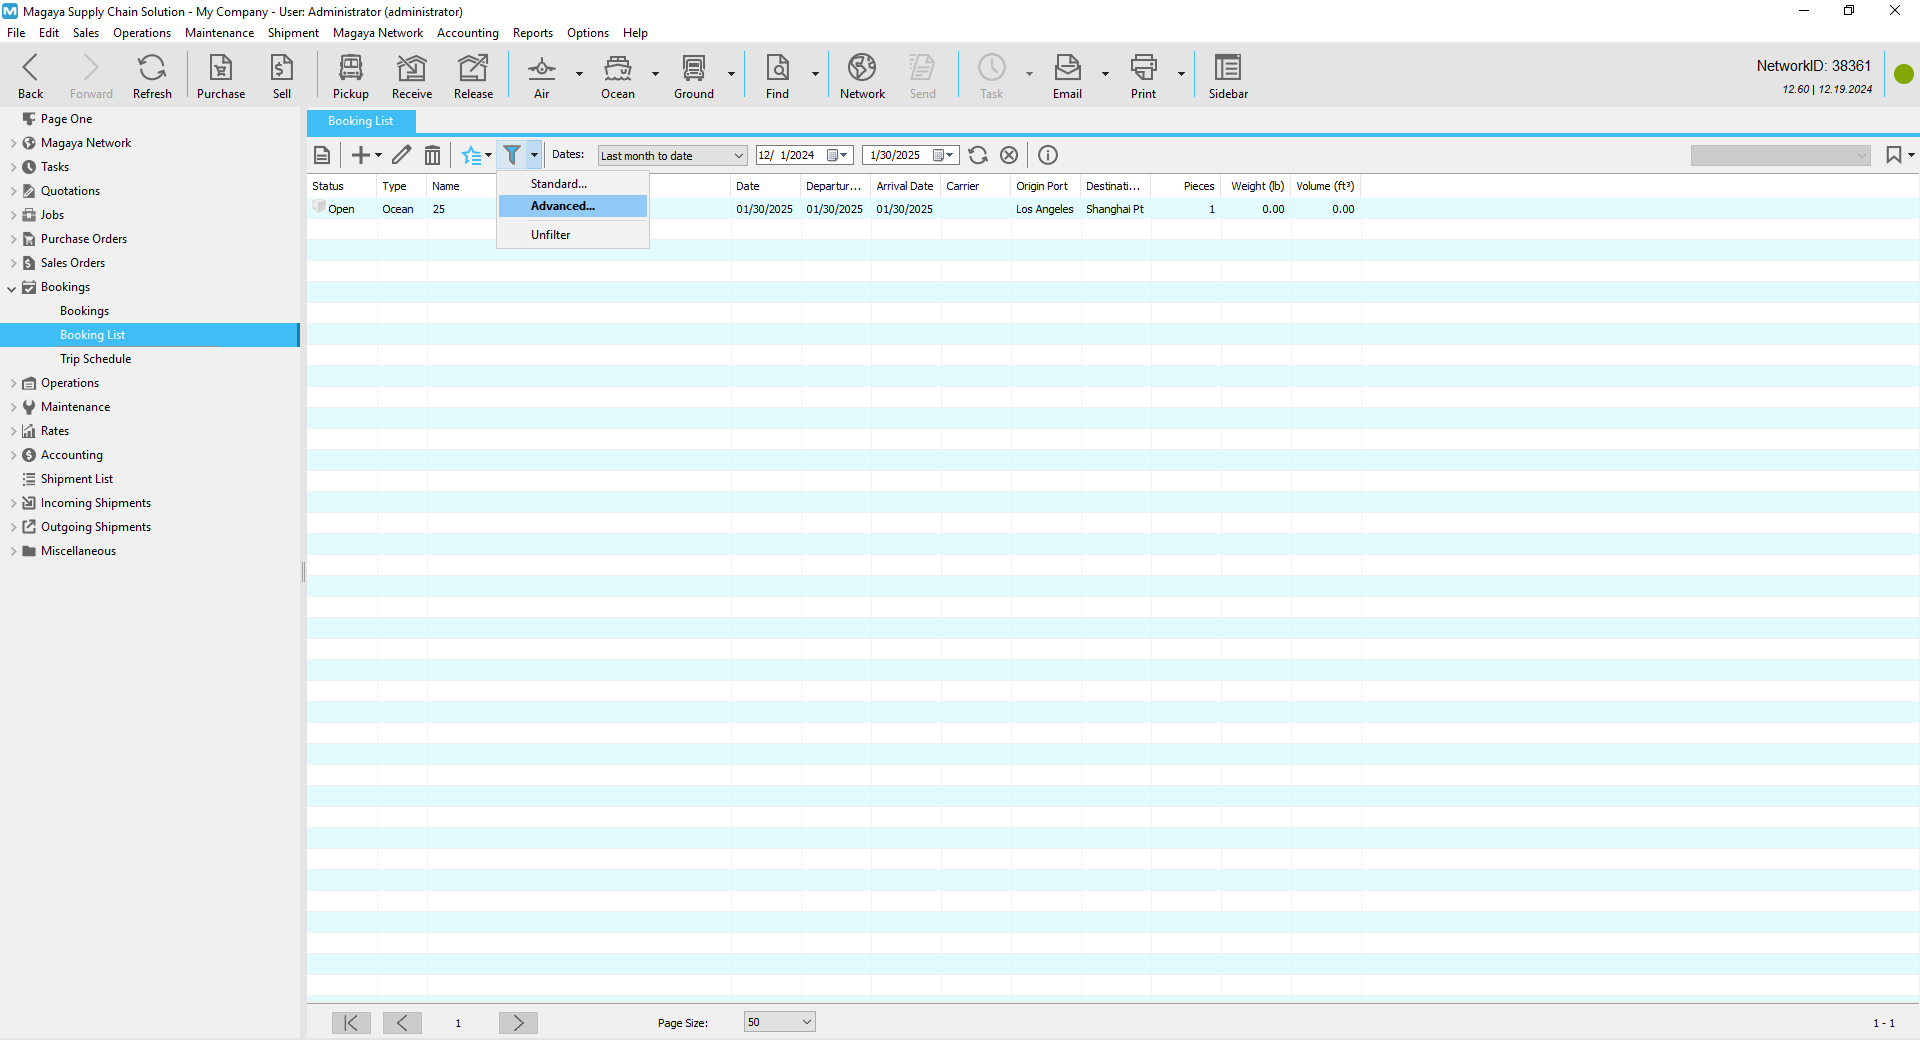 Magaya Supply Chain Solution - My Company - User: Administrator (administrator)
File Edit Sales Operations Maintenance Shipment Magaya Network Accounting Reports Options Help
Back Forward Refresh Purchase Sell Pickup Receive Release Air Ocean Ground Find Network Send Task Email Print Sidebar
NetworkID: 38361
12.60 | 12.19.2024
Page One
Magaya Network
Tasks
Quotations
Jobs
Purchase Orders
Sales Orders
Bookings
Bookings
Booking List
Trip Schedule
Operations
Maintenance
Rates
Accounting
Shipment List
Incoming Shipments
Outgoing Shipments
Miscellaneous
Booking List
Dates: Last month to date 12/ 1/2024 1/30/2025
Standard...
Advanced...
Unfilter
Status Type Name Date Departur... Arrival Date Carrier Origin Port Destinati... Pieces Weight (lb) Volume (ft³)
Open Ocean 25 01/30/2025 01/30/2025 01/30/2025 Los Angeles Shanghai Pt 1 0.00 0.00
1 Page Size: 50 1 - 1